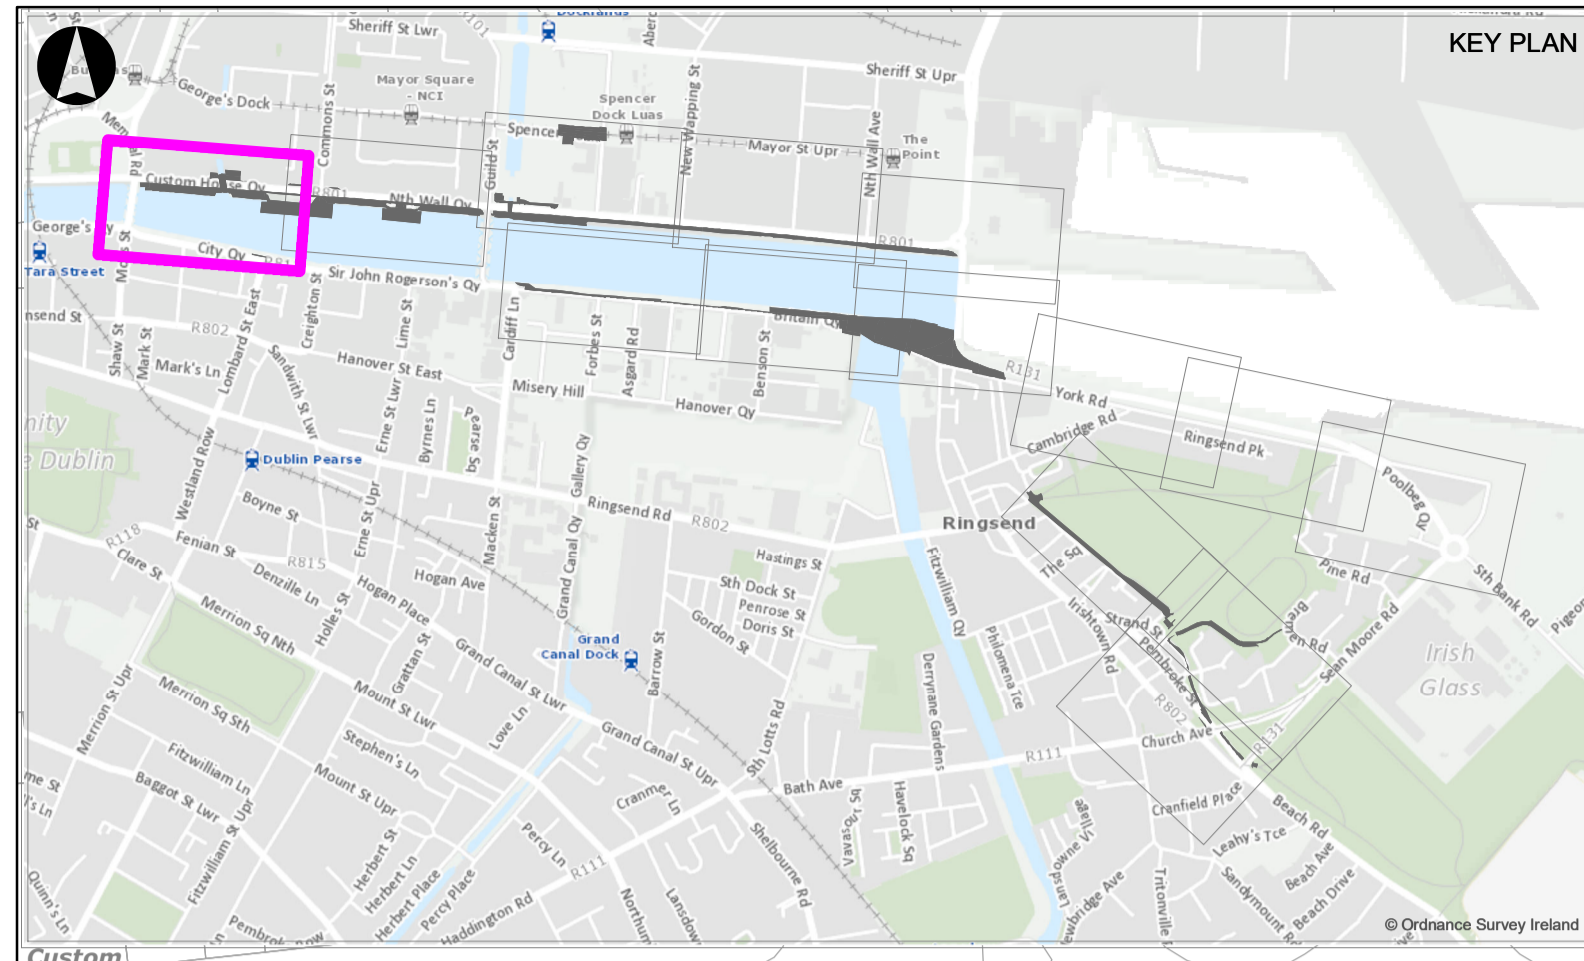 KEY PLAN
Docklands
Sheriff St Lwr
R101
Mayor Square
- NCI
George's Dock
Commons St
Spencer
Dock Luas
Spencer
New Wapping St
Sheriff St Upr
Nth Wall Ave
The
Point
Mayor St Upr
Guild St
Custom House Qy
R801
Nth Wall Qy
R801
City Qy
Sir John Rogerson's Qy
Tara Street
Britain Qy
Cardiff Ln
Forbes St
Asgard Rd
Benson St
Creighton St
Lime St
Lombard St East
Shaw St
Mark St
Mark's Ln
R802
Sandwith St Lwr
Hanover St East
Misery Hill
Hanover Qy
R131
York Rd
Cambridge Rd
Ringsend Pk
Poolbeg Qy
Erne St Lwr
Byrnes Ln
Pearse Sq
Dublin
Dublin Pearse
Westland Row
Boyne St
Erne St Upr
Macken St
Gallery Qy
Grand Canal Qy
Ringsend Rd
R802
Ringsend
Hastings St
Sth Dock St
Penrose St
Doris St
Gordon St
Fitzwilliam Qy
The Sq
Irishtown Rd
Strand St
Pembroke St
Philomena Tce
Pine Rd
Bremen Rd
Sean Moore Rd
Sth Bank Rd
Irish
Glass
R118
Clare St
Fenian St
R815
Denzille Ln
Hogan Place
Hogan Ave
Merrion Sq Nth
Holles St
Grattan St
Grand Canal St Lwr
Grand
Canal Dock
Barrow St
Derrynane Gardens
Merrion St Upr
Merrion Sq Sth
Mount St Lwr
Love Ln
Stephen's Ln
Grand Canal St Upr
Sth Lotts Rd
R802
Church Ave
R131
R111
Bath Ave
Fitzwilliam Ln
Baggot St Lwr
Mount St Upr
Fitzwilliam St Upr
Cranmer Ln
Vavasour Sq
Havelock Sq
Cranfield Place
Beach Rd
Leahy's Tce
Beach Ave
Beach Drive
Sandymount Rd
Percy Ln
R111
Shelbourne Rd
Herbert St
Herbert Ln
Herbert Place
Percy Place
Haddington Rd
Quinn's Ln
© Ordnance Survey Ireland
Custom